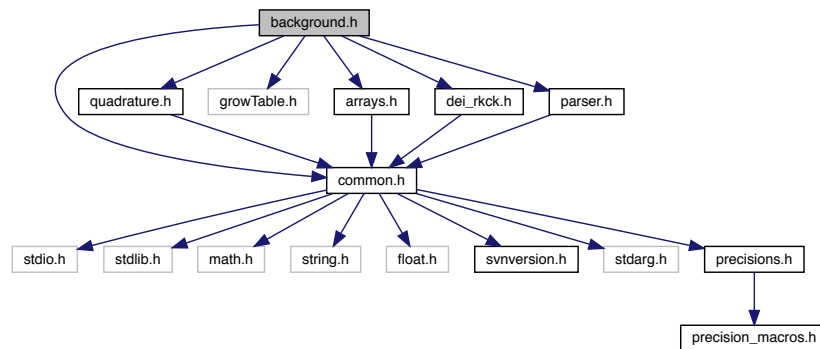 background.h
quadrature.h
growTable.h
arrays.h
dei_rkck.h
parser.h
common.h
stdio.h
stdlib.h
math.h
string.h
float.h
svnversion.h
stdarg.h
precisions.h
precision_macros.h